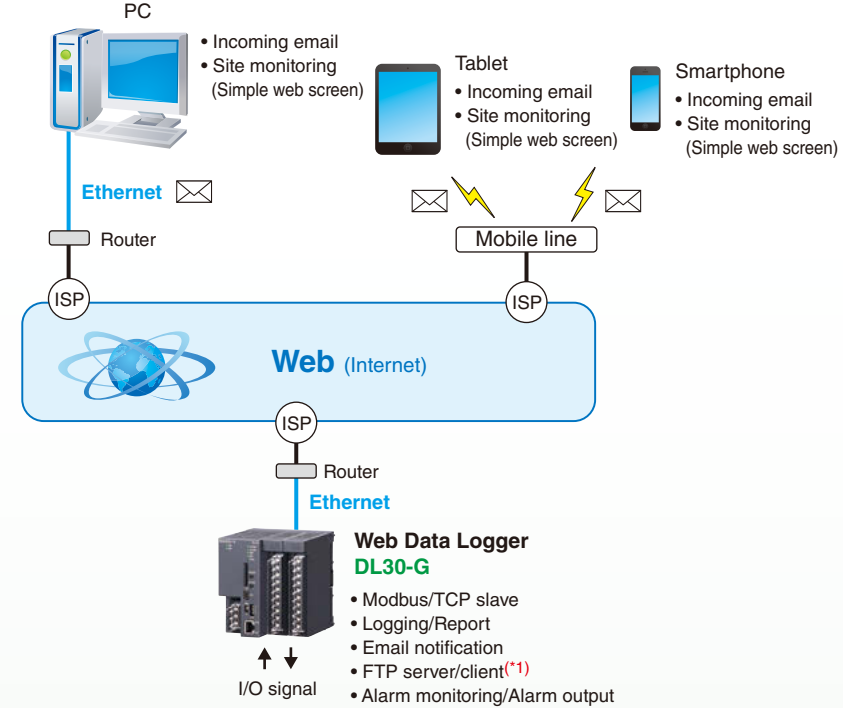 PC
• Incoming email
• Site monitoring
(Simple web screen)
Tablet
• Incoming email
• Site monitoring
(Simple web screen)
Smartphone
• Incoming email
• Site monitoring
(Simple web screen)
Ethernet
Router
Mobile line
ISP
ISP
Web (Internet)
ISP
Router
Ethernet
Web Data Logger
DL30-G
• Modbus/TCP slave
• Logging/Report
• Email notification
• FTP server/client(*1)
• Alarm monitoring/Alarm output
I/O signal